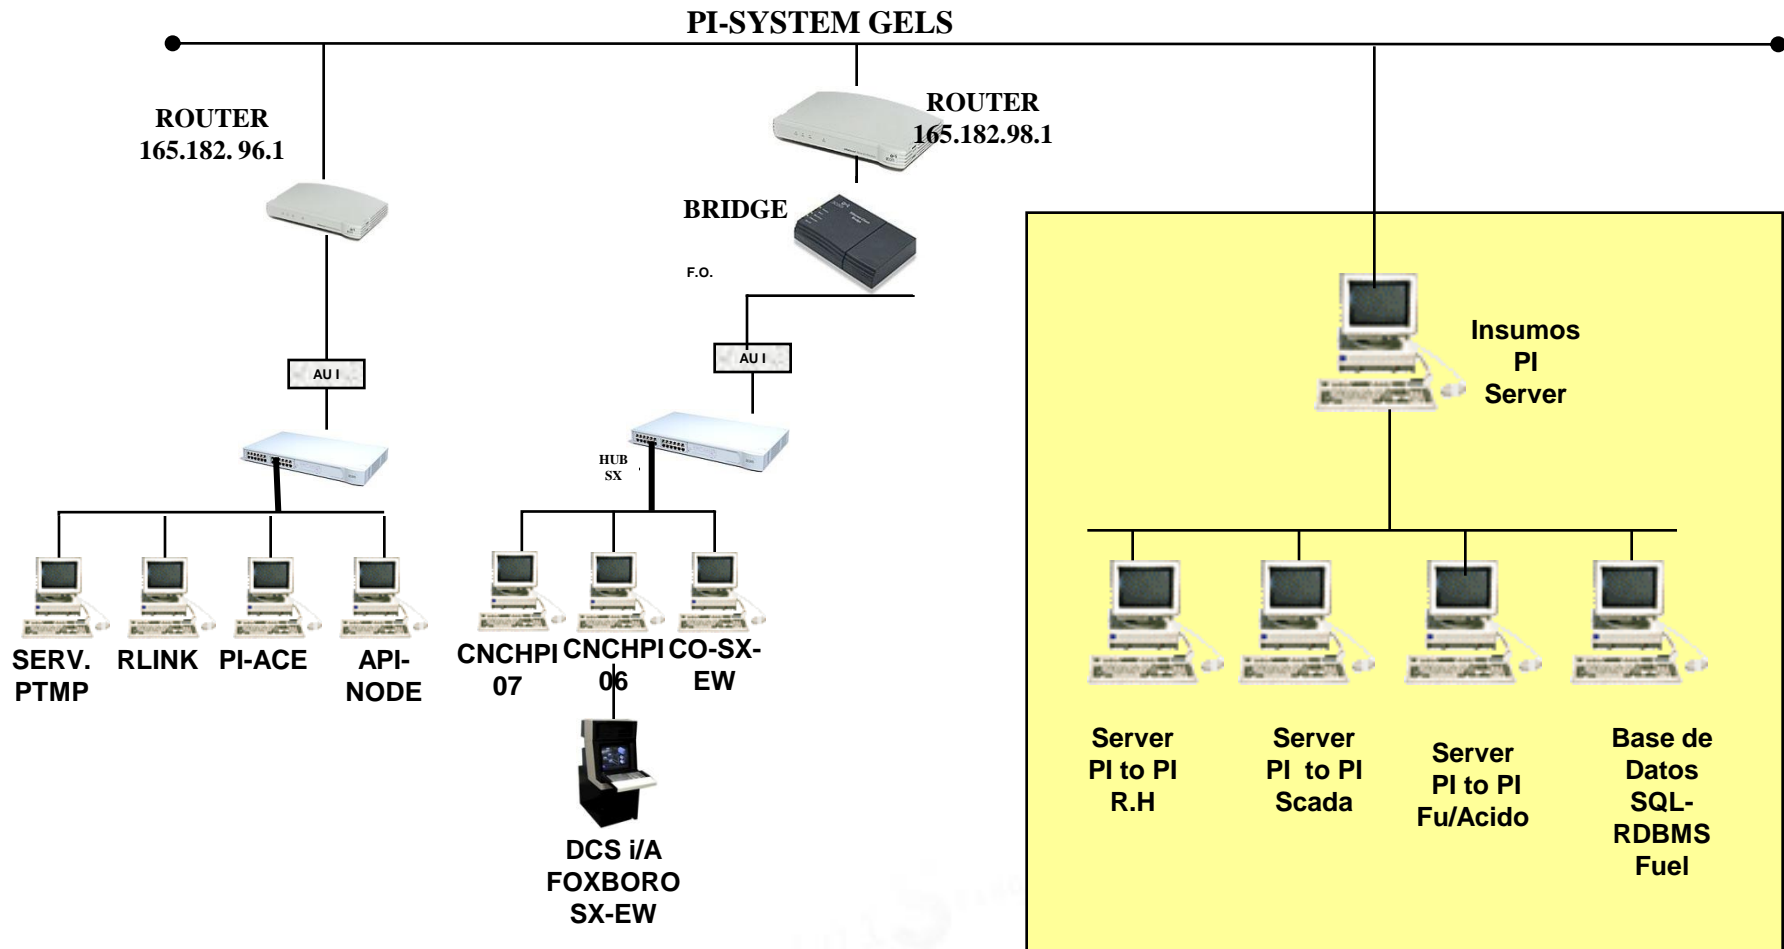 PI-SYSTEM GELS
ROUTER
165.182. 96.1
ROUTER
165.182.98.1
BRIDGE
F.O.
AU I
AU I
HUB
SX
Insumos
PI
Server
SERV.
PTMP
RLINK
PI-ACE
API-
NODE
CNCHPI
07
CNCHPI
06
CO-SX-
EW
DCS i/A
FOXBORO
SX-EW
Server
PI to PI
R.H
Server
PI to PI
Scada
Server
PI to PI
Fu/Acido
Base de
Datos
SQL-
RDBMS
Fuel